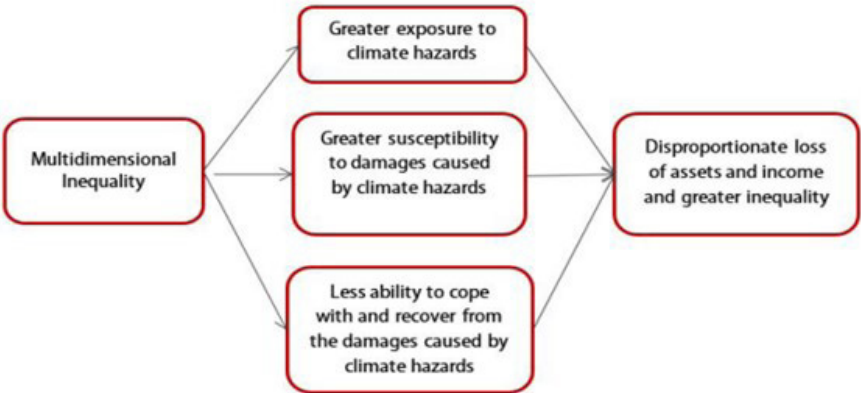 Multidimensional
Inequality
Greater exposure to
climate hazards
Greater susceptibility
to damages caused
by climate hazards
Less ability to cope
with and recover from
the damages caused by
climate hazards
Disproportionate loss
of assets and income
and greater inequality